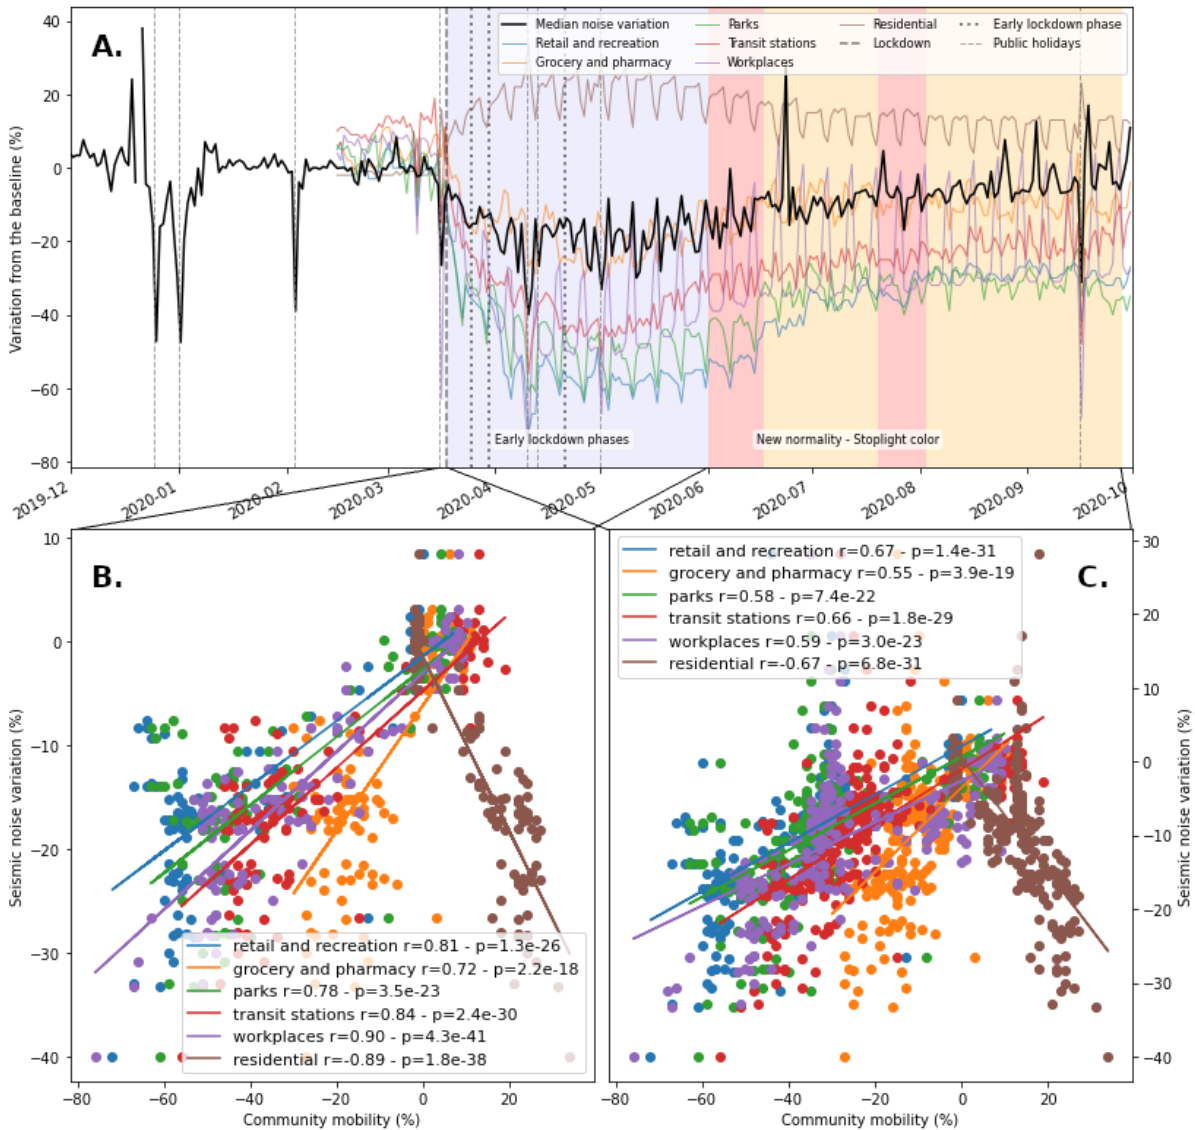 A.
Median noise variation
Retail and recreation
Grocery and pharmacy
Parks
Transit stations
Workplaces
Residential
Lockdown
Early lockdown phase
Public holidays
40
20
0
−20
−40
−60
−80
Variation from the baseline (%)
Early lockdown phases
New normality - Stoplight color
2019-12
2020-01
2020-02
2020-03
2020-04
2020-05
2020-06
2020-07
2020-08
2020-09
2020-10
B.
10
0
−10
−20
−30
−40
Seismic noise variation (%)
retail and recreation r=0.81 - p=1.3e-26
grocery and pharmacy r=0.72 - p=2.2e-18
parks r=0.78 - p=3.5e-23
transit stations r=0.84 - p=2.4e-30
workplaces r=0.90 - p=4.3e-41
residential r=-0.89 - p=1.8e-38
−80
−60
−40
−20
0
20
Community mobility (%)
C.
retail and recreation r=0.67 - p=1.4e-31
grocery and pharmacy r=0.55 - p=3.9e-19
parks r=0.58 - p=7.4e-22
transit stations r=0.66 - p=1.8e-29
workplaces r=0.59 - p=3.0e-23
residential r=-0.67 - p=6.8e-31
30
20
10
0
−10
−20
−30
−40
Seismic noise variation (%)
−80
−60
−40
−20
0
20
Community mobility (%)